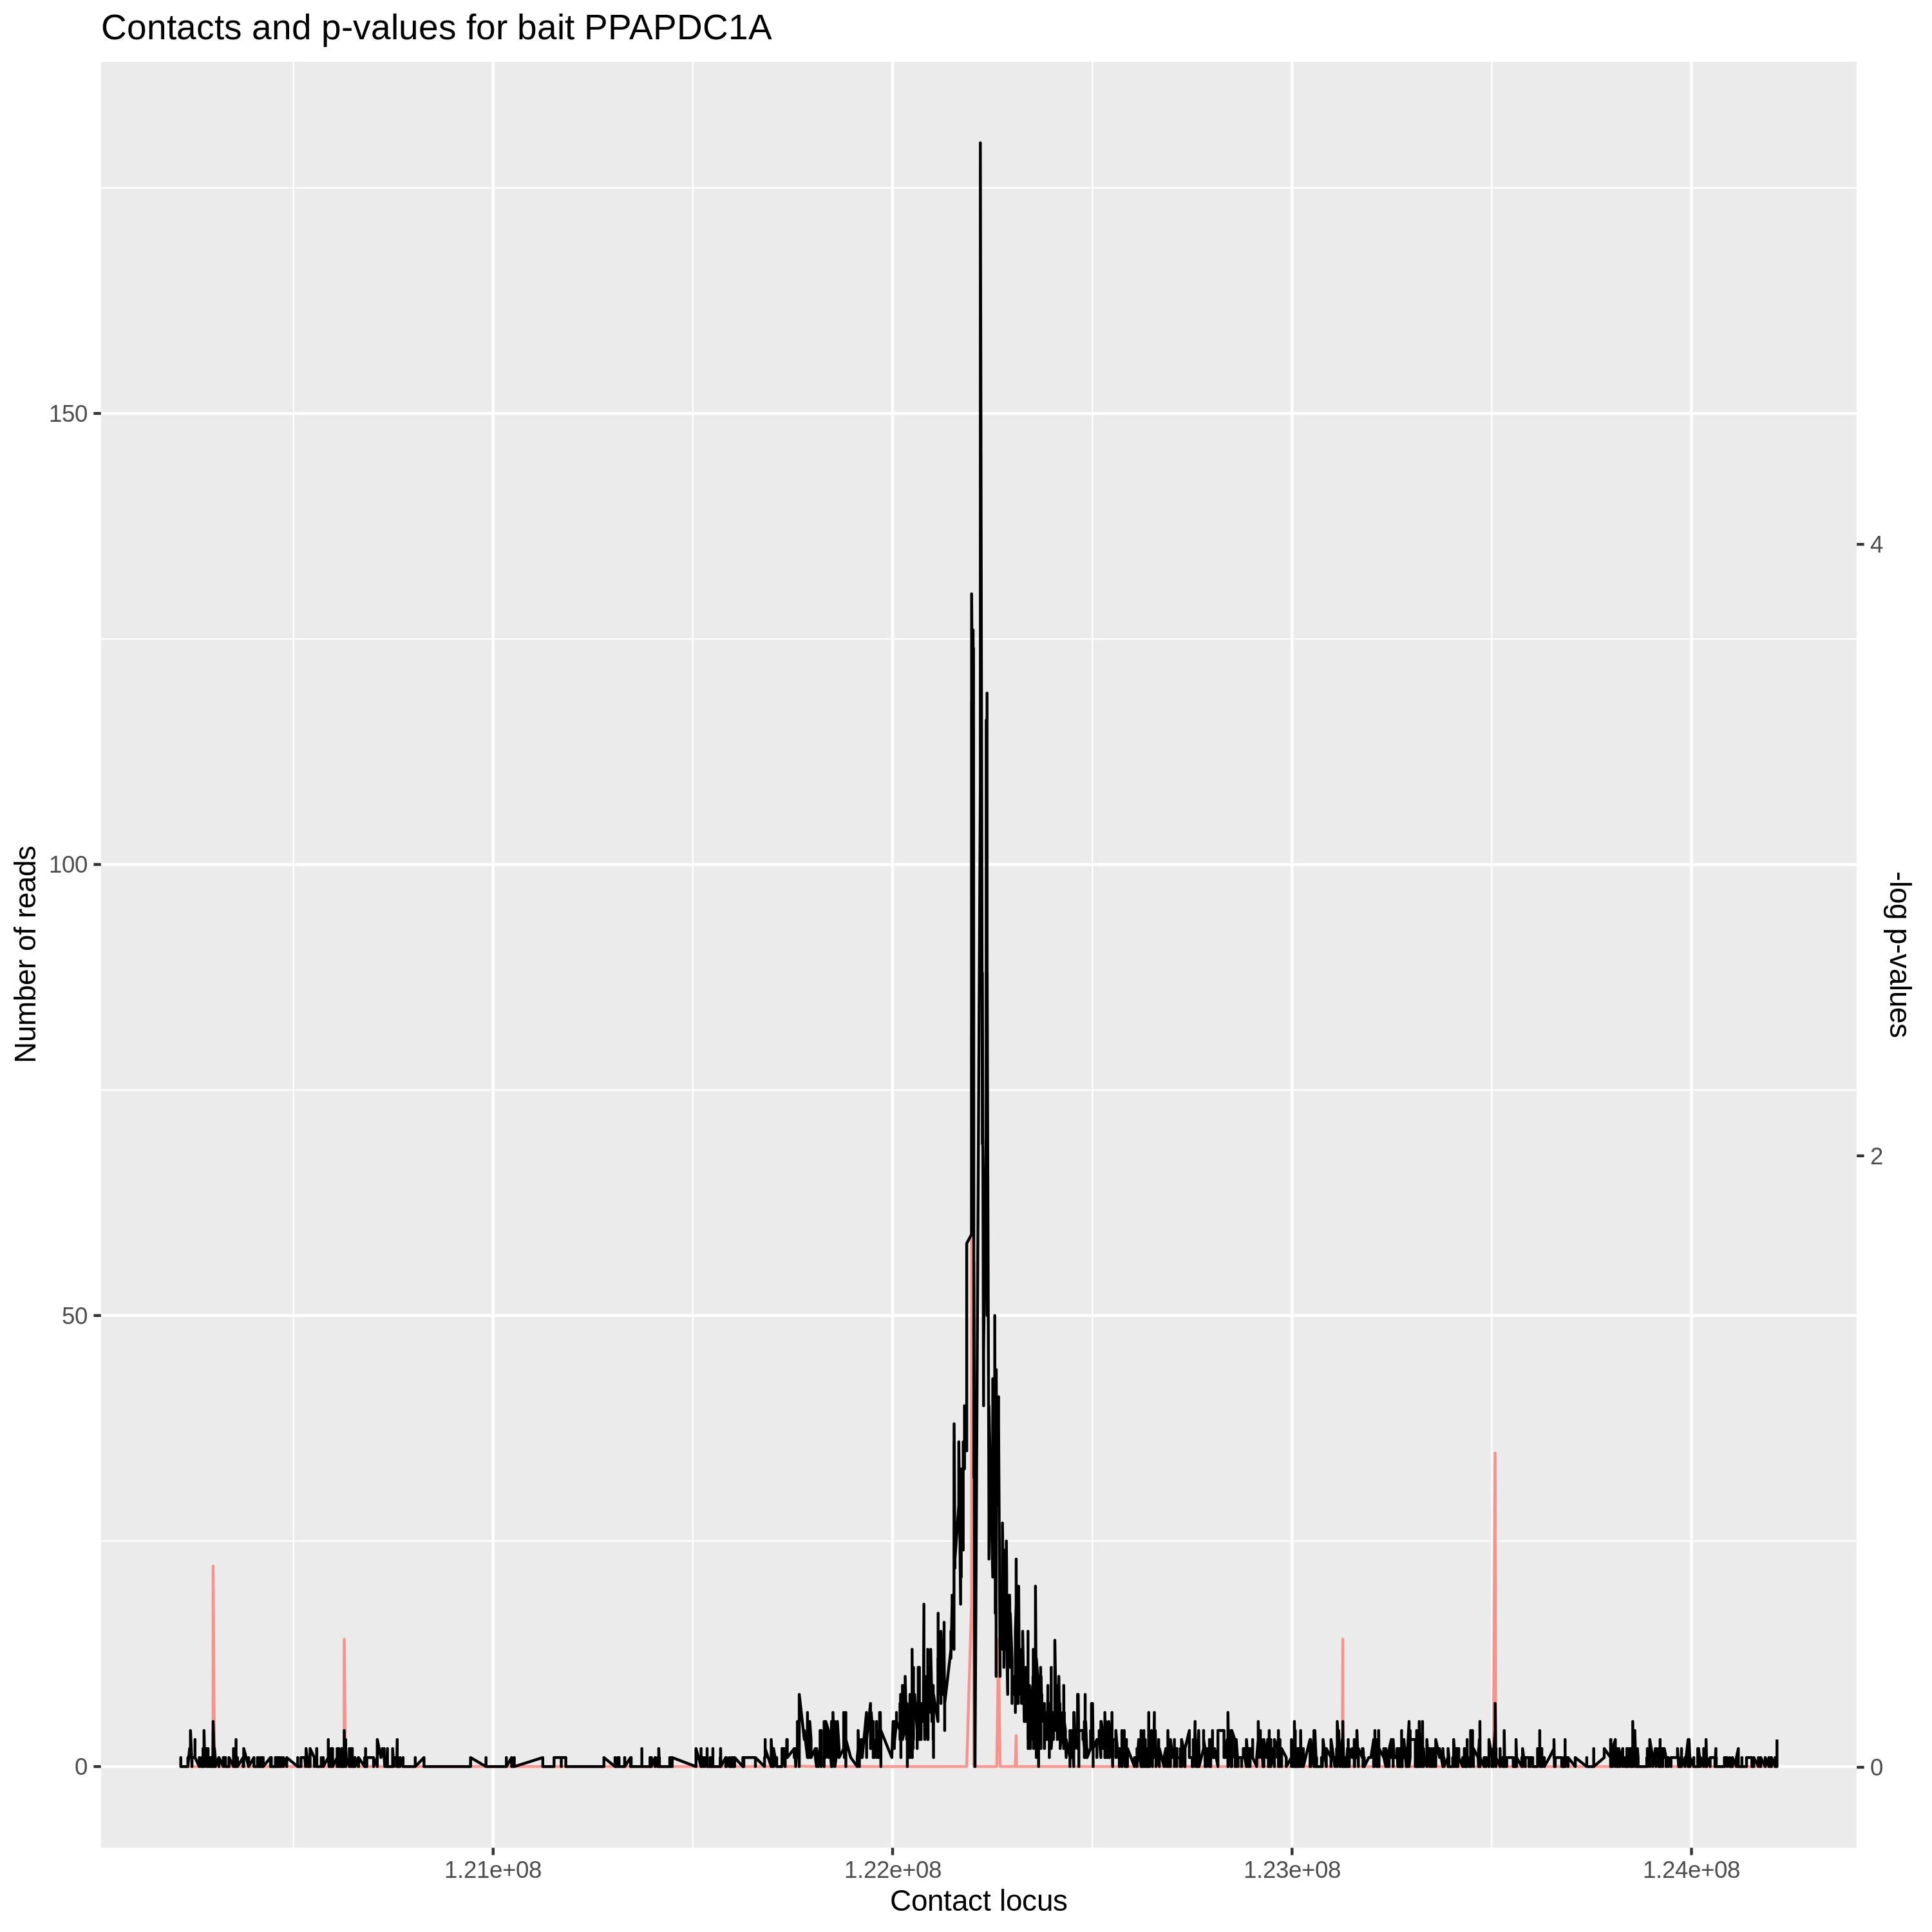 Contacts and p-values for bait PPAPDC1A
Number of reads
150
100
50
0
4
2
0
-log p-values
1.21e+08 1.22e+08 1.23e+08 1.24e+08
Contact locus